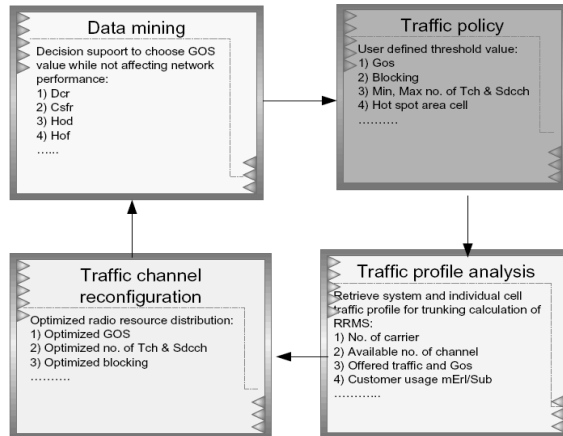 Data mining
Decision supoort to choose GOS
value while not affecting network
performance:
1) Dcr
2) Csfr
3) Hod
4) Hof
......
Traffic policy
User defined threshold value:
1) Gos
2) Blocking
3) Min, Max no. of Tch & Sdcch
4) Hot spot area cell
..........
Traffic channel
reconfiguration
Optimized radio resource distribution:
1) Optimized GOS
2) Optimized no. of Tch & Sdcch
3) Optimized blocking
..........
Traffic profile analysis
Retrieve system and individual cell
traffic profile for trunking calculation of
RRMS:
1) No. of carrier
2) Available no. of channel
3) Offered traffic and Gos
4) Customer usage mErl/Sub
............